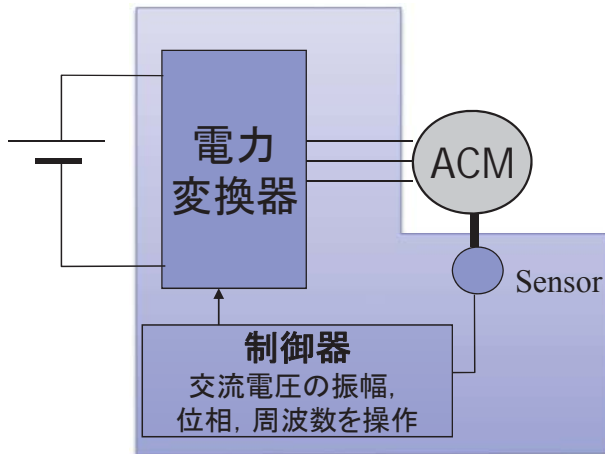 電力
変換器
ACM
Sensor
制御器
交流電圧の振幅,
位相, 周波数を操作